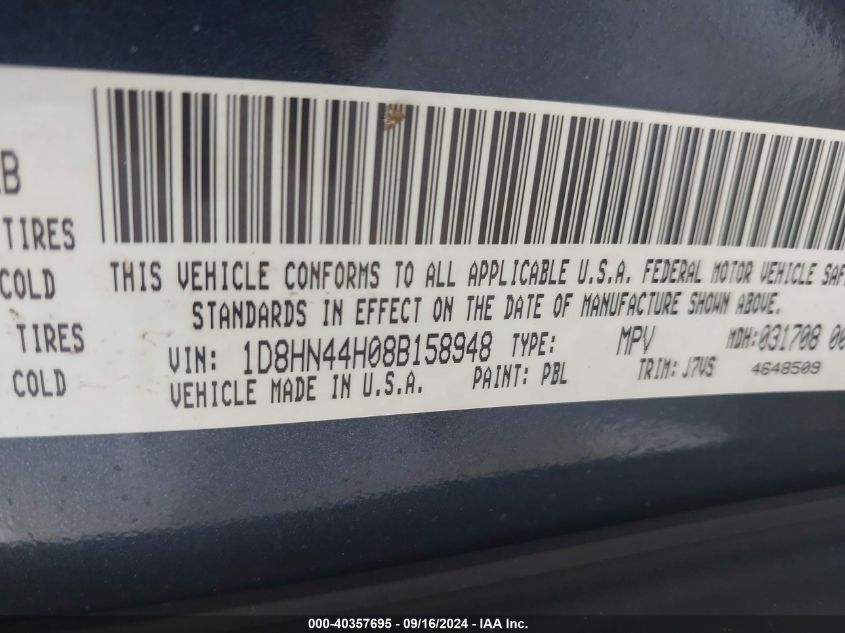 B
TIRES
COLD
TIRES
COLD
THIS VEHICLE CONFORMS TO ALL APPLICABLE U.S.A. FEDERAL MOTOR VEHICLE SAF
STANDARDS IN EFFECT ON THE DATE OF MANUFACTURE SHOWN ABOVE.
VIN: 1D8HN44H08B158948 TYPE: MPV MDH:031708 00
VEHICLE MADE IN U.S.A. PAINT: PBL TRIM: J7VS 4648509
000-40357695 - 09/16/2024 - IAA Inc.